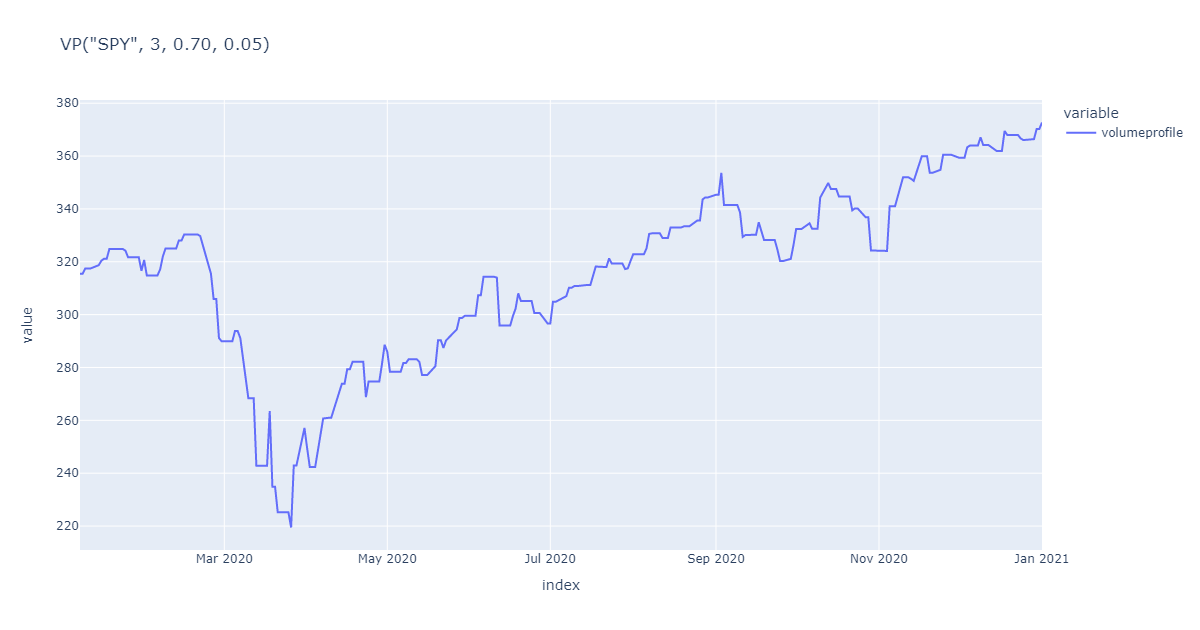 VP("SPY", 3, 0.70, 0.05)
380
360
340
320
300
280
260
240
220
value
Mar 2020
May 2020
Jul 2020
Sep 2020
Nov 2020
Jan 2021
index
variable
volumeprofile